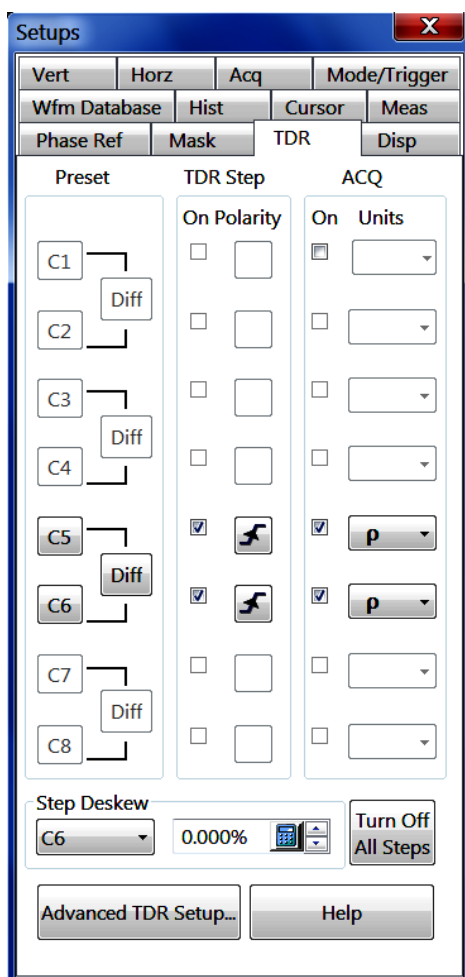 Setups
Vert Horz Acq Mode/Trigger
Wfm Database Hist Cursor Meas
Phase Ref Mask TDR Disp
Preset TDR Step ACQ
On Polarity On Units
C1
Diff
C2
C3
Diff
C4
C5 ρ
Diff
C6 ρ
C7
Diff
C8
Step Deskew
C6 0.000%
Turn Off
All Steps
Advanced TDR Setup... Help